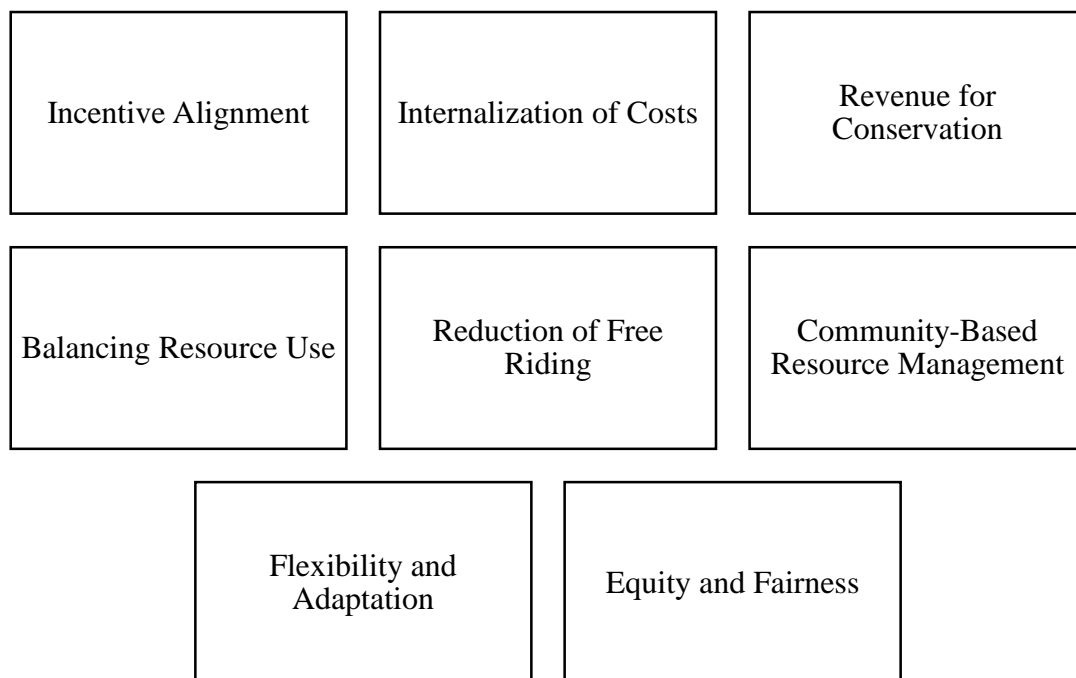 Incentive Alignment
Internalization of Costs
Revenue for
Conservation
Balancing Resource Use
Reduction of Free
Riding
Community-Based
Resource Management
Flexibility and
Adaptation
Equity and Fairness